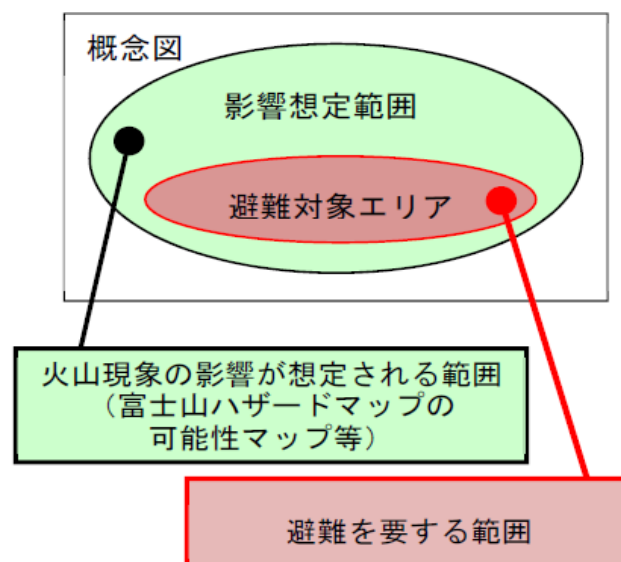 概念図
影響想定範囲
避難対象エリア
火山現象の影響が想定される範囲
（富士山ハザードマップの
可能性マップ等）
避難を要する範囲